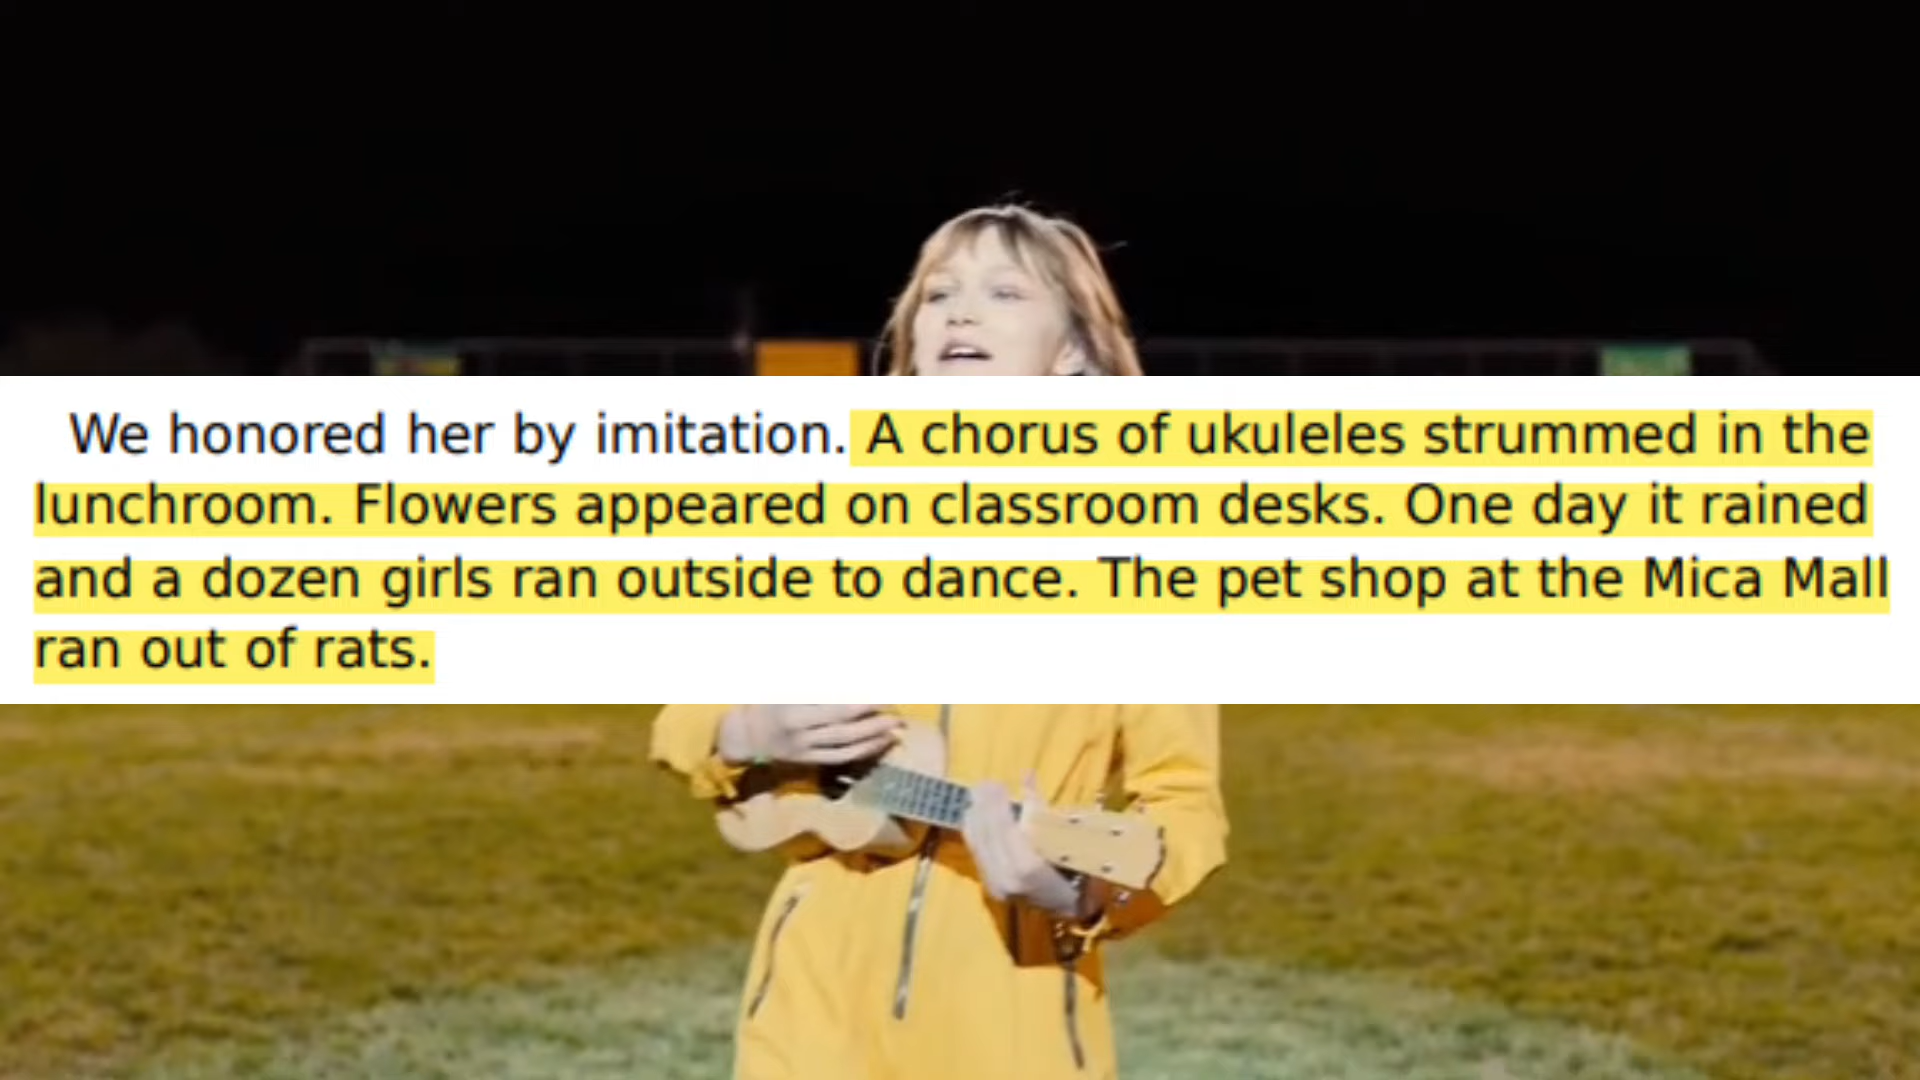 We honored her by imitation. A chorus of ukuleles strummed in the
lunchroom. Flowers appeared on classroom desks. One day it rained
and a dozen girls ran outside to dance. The pet shop at the Mica Mall
ran out of rats.